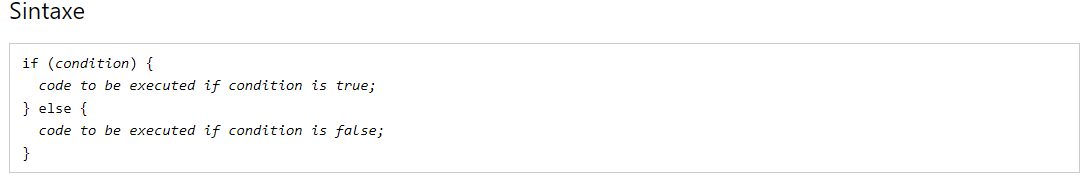 Sintaxe
if (condition) {
  code to be executed if condition is true;
} else {
  code to be executed if condition is false;
}